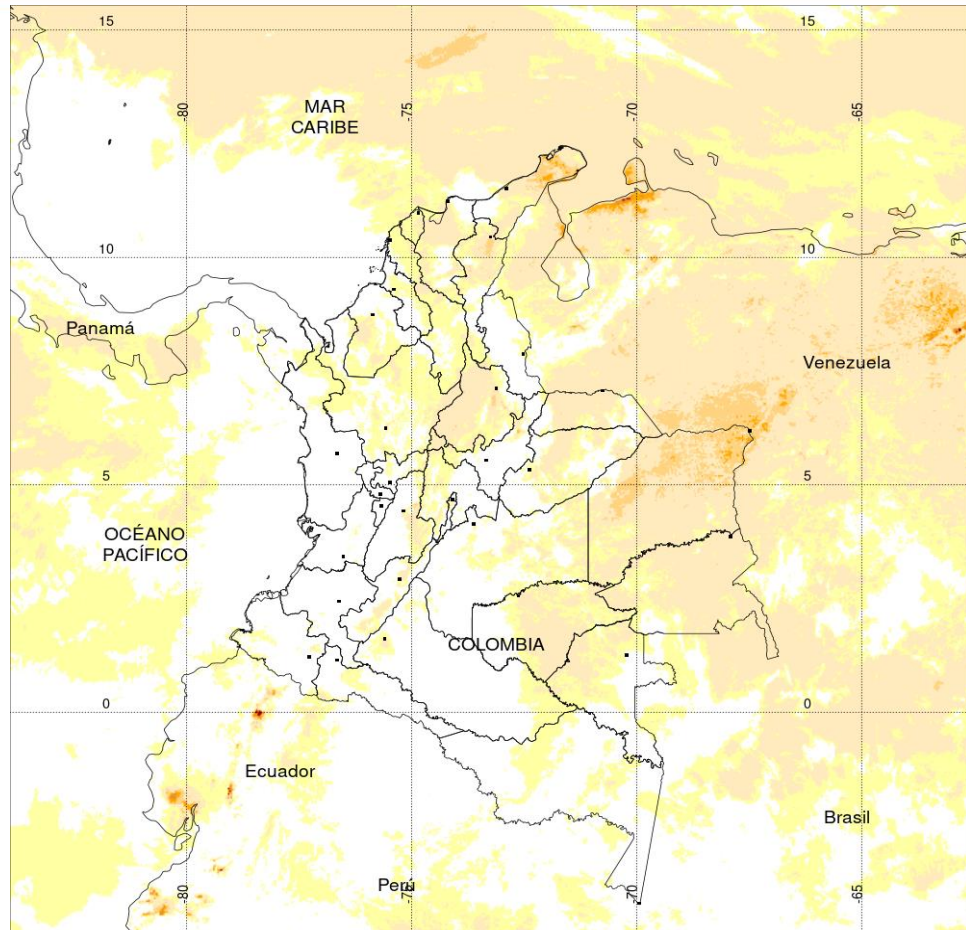 15
15
-80
-75
-70
-65
MAR
CARIBE
10
10
Panamá
Venezuela
5
5
OCÉANO
PACÍFICO
COLOMBIA
0
0
Ecuador
Brasil
Perú
-80
-75
-70
-65